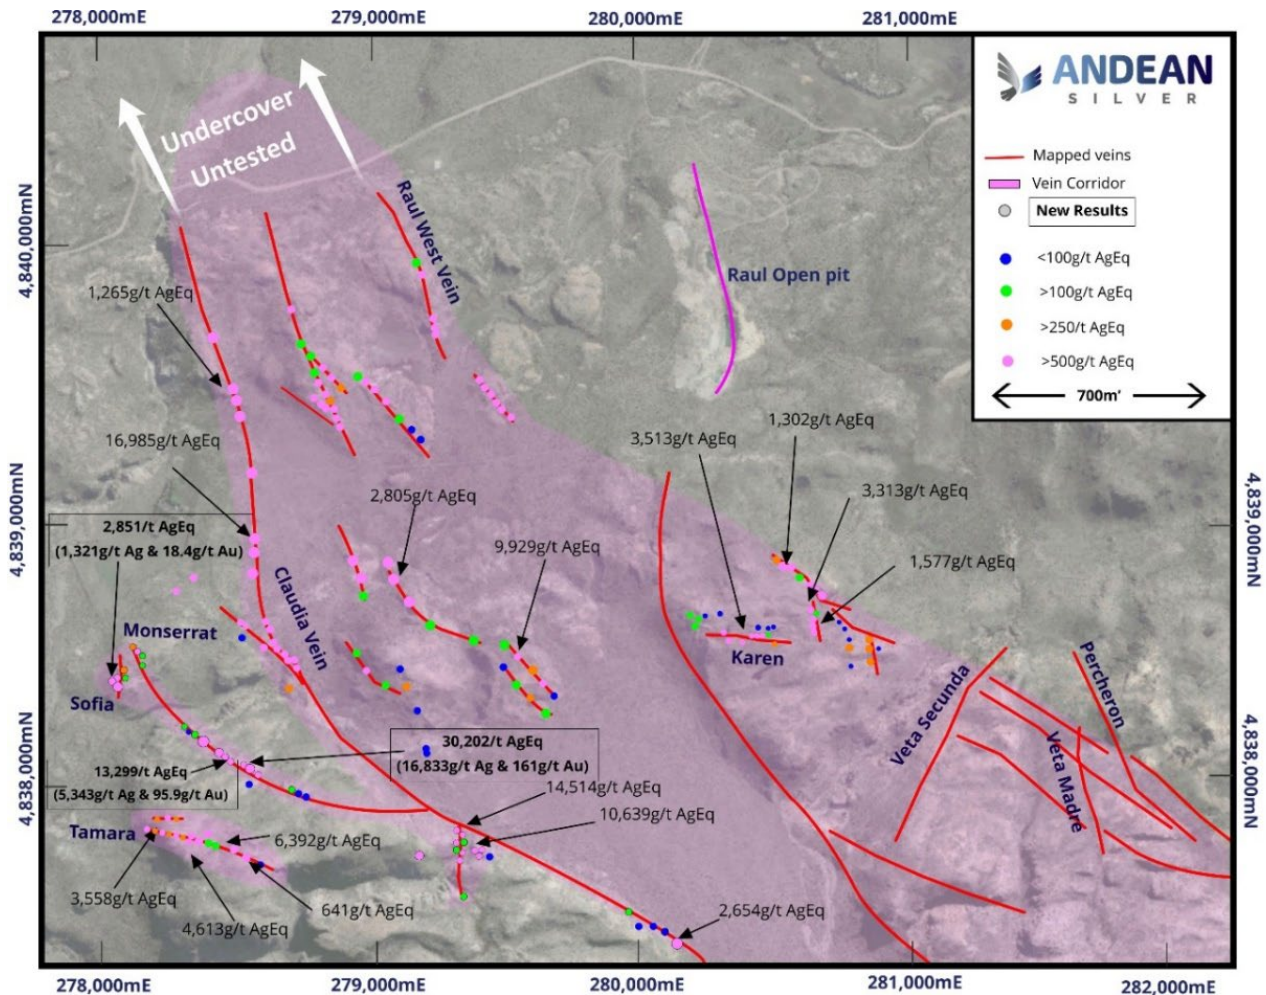 278,000mE
279,000mE
280,000mE
281,000mE
ANDEAN
SILVER
Mapped veins
Vein Corridor
New Results
<100g/t AgEq
>100g/t AgEq
>250/t AgEq
>500g/t AgEq
700m'
Undercover
Untested
Raul West Vein
4,840,000mN
Raul Open pit
1,265g/t AgEq
16,985g/t AgEq
3,513g/t AgEq
1,302g/t AgEq
3,313g/t AgEq
2,805g/t AgEq
4,839,000mN
4,839,000mN
2,851/t AgEq
(1,321g/t Ag & 18.4g/t Au)
9,929g/t AgEq
1,577g/t AgEq
Claudia Vein
Monserrat
Karen
Sofia
Veta Secunda
Percheron
Veta Madre
4,838,000mN
4,838,000mN
30,202/t AgEq
(16,833g/t Ag & 161g/t Au)
13,299/t AgEq
(5,343g/t Ag & 95.9g/t Au)
14,514g/t AgEq
10,639g/t AgEq
Tamara
6,392g/t AgEq
3,558g/t AgEq
641g/t AgEq
4,613g/t AgEq
2,654g/t AgEq
278,000mE
279,000mE
280,000mE
281,000mE
282,000mE